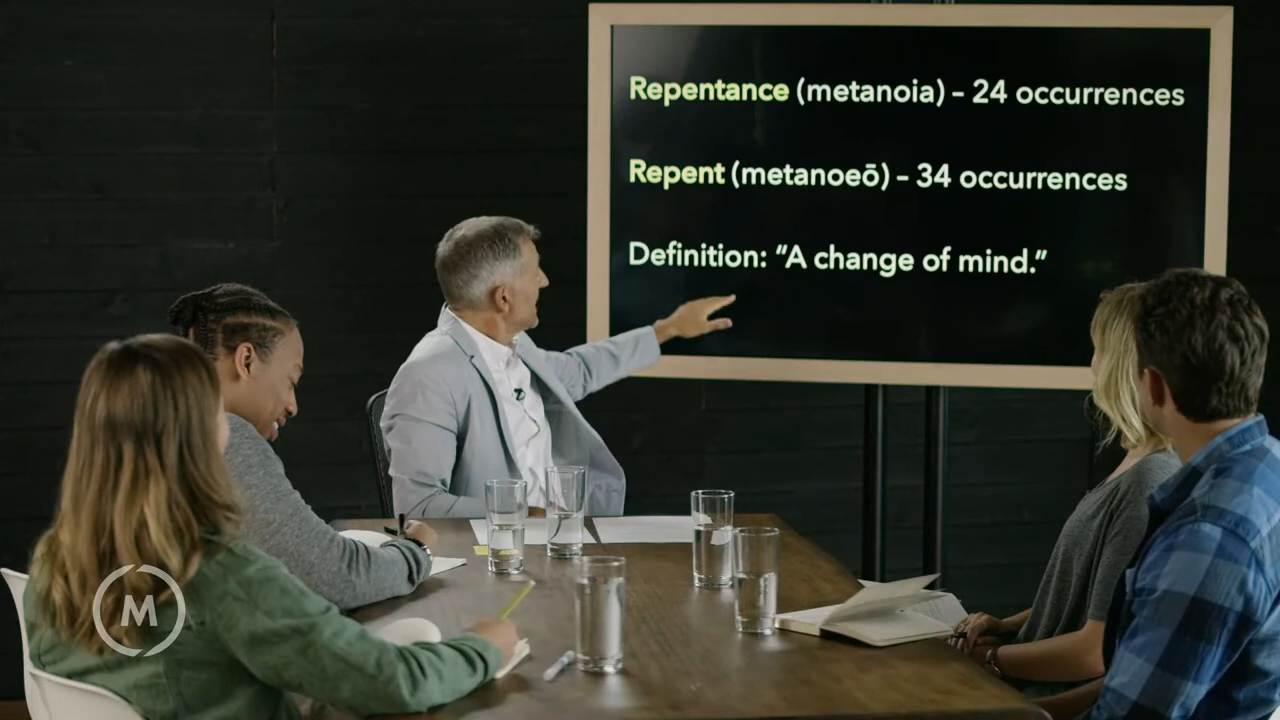 Repentance (metanoia) – 24 occurrences
Repent (metanoeō) – 34 occurrences
Definition: “A change of mind.”
M